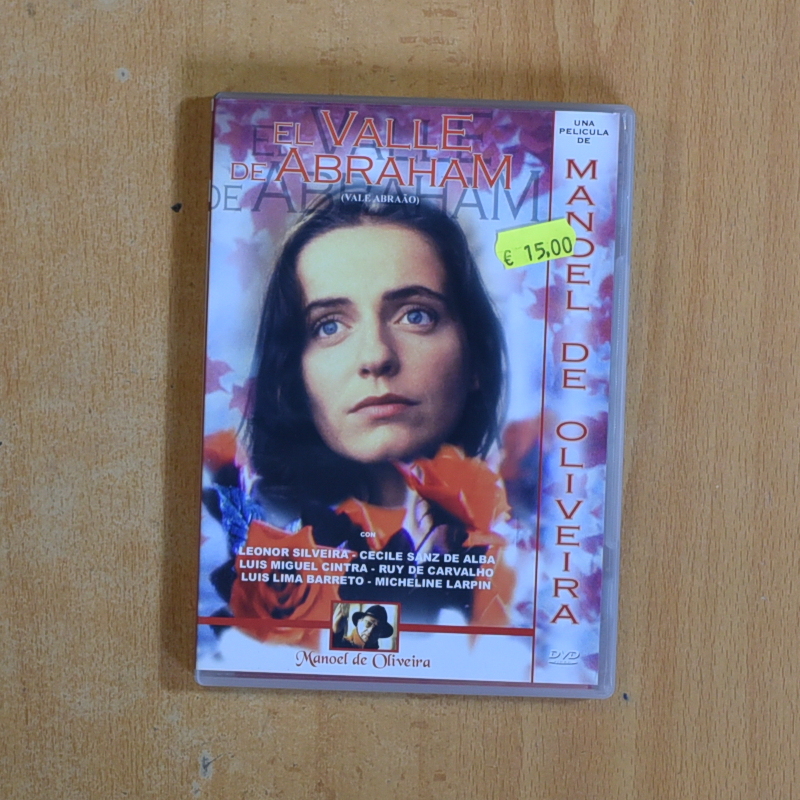 EL VALLE
DE ABRAHAM
(VALE ABRAÃO)
UNA
PELICULA
DE
MANOEL DE OLIVEIRA
€ 15,00
CON
LEONOR SILVEIRA - CECILE SANZ DE ALBA
LUIS MIGUEL CINTRA - RUY DE CARVALHO
LUIS LIMA BARRETO - MICHELINE LARPIN
Manoel de Oliveira
DVD